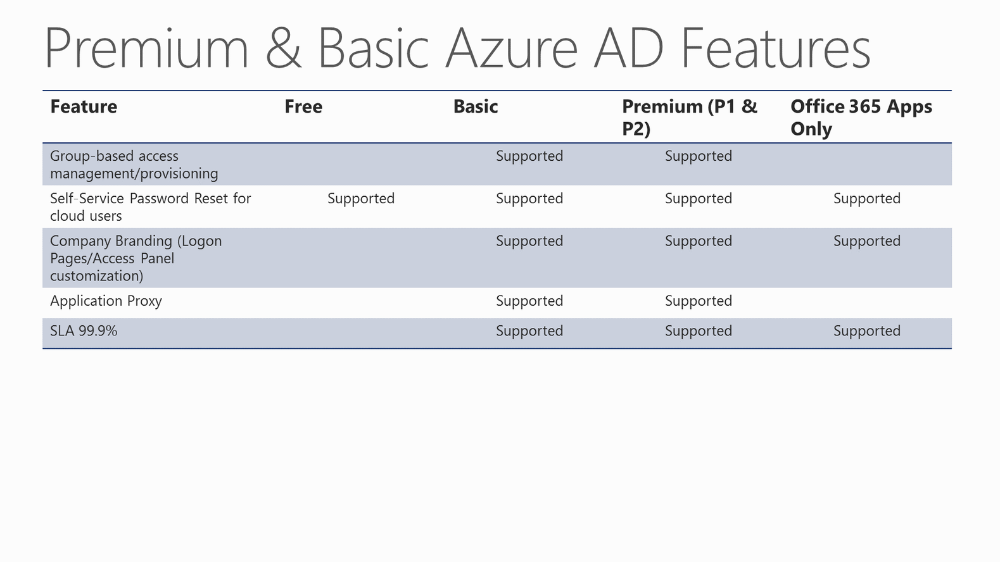 Premium & Basic Azure AD Features
Feature Free Basic Premium (P1 & P2) Office 365 Apps Only
Group-based access management/provisioning Supported Supported
Self-Service Password Reset for cloud users Supported Supported Supported Supported
Company Branding (Logon Pages/Access Panel customization) Supported Supported Supported
Application Proxy Supported Supported
SLA 99.9% Supported Supported Supported